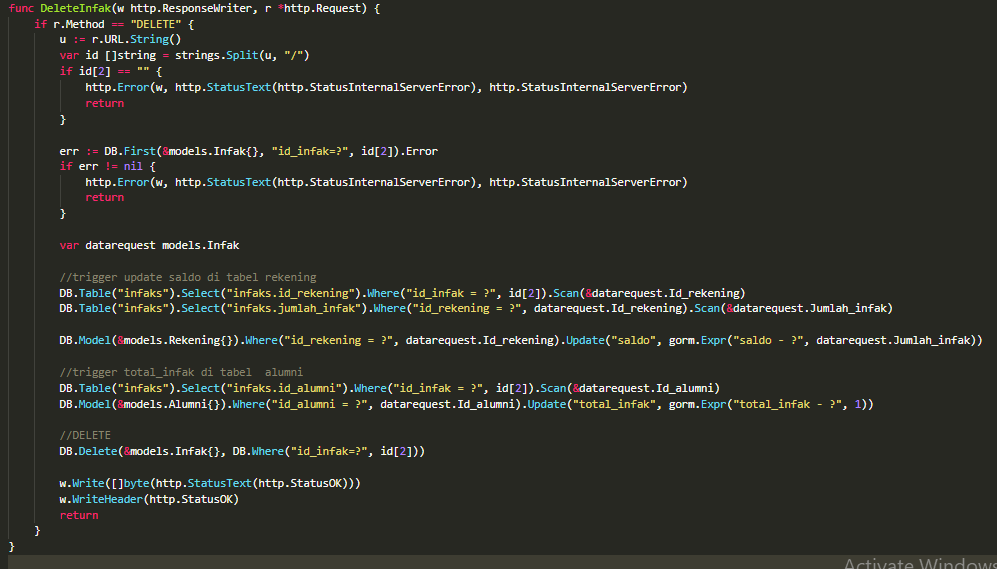 func DeleteInfak(w http.ResponseWriter, r *http.Request) {
if r.Method == "DELETE" {
u := r.URL.String()
var id []string = strings.Split(u, "/")
if id[2] == "" {
http.Error(w, http.StatusText(http.StatusInternalServerError), http.StatusInternalServerError)
return
}
err := DB.First(&models.Infak{}, "id_infak=?", id[2]).Error
if err != nil {
http.Error(w, http.StatusText(http.StatusInternalServerError), http.StatusInternalServerError)
return
}
var datarequest models.Infak
//trigger update saldo di tabel rekening
DB.Table("infaks").Select("infaks.id_rekening").Where("id_infak = ?", id[2]).Scan(&datarequest.Id_rekening)
DB.Table("infaks").Select("infaks.jumlah_infak").Where("id_rekening = ?", datarequest.Id_rekening).Scan(&datarequest.Jumlah_infak)
DB.Model(&models.Rekening{}).Where("id_rekening = ?", datarequest.Id_rekening).Update("saldo", gorm.Expr("saldo - ?", datarequest.Jumlah_infak))
//trigger total_infak di tabel  alumni
DB.Table("infaks").Select("infaks.id_alumni").Where("id_infak = ?", id[2]).Scan(&datarequest.Id_alumni)
DB.Model(&models.Alumni{}).Where("id_alumni = ?", datarequest.Id_alumni).Update("total_infak", gorm.Expr("total_infak - ?", 1))
//DELETE
DB.Delete(&models.Infak{}, DB.Where("id_infak=?", id[2]))
w.Write([]byte(http.StatusText(http.StatusOK)))
w.WriteHeader(http.StatusOK)
return
}
}
Activate Windows